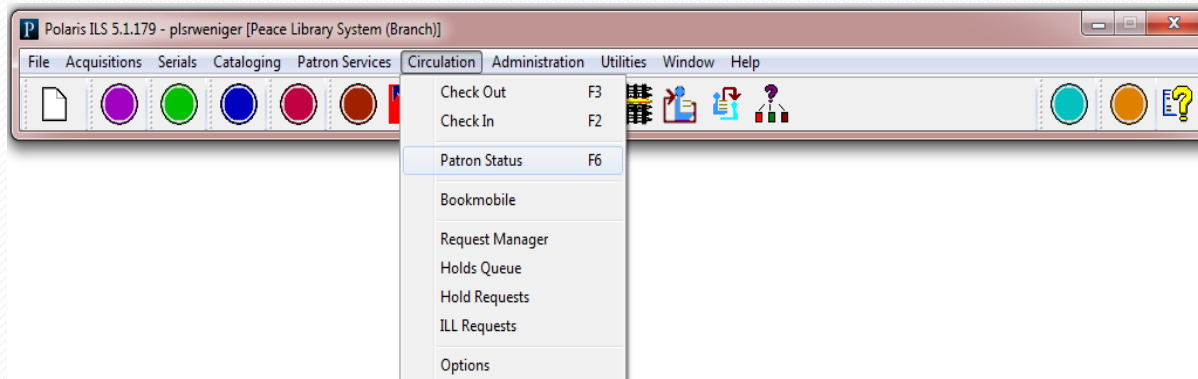 Polaris ILS 5.1.179 - plsrweniger [Peace Library System (Branch)]
File Acquisitions Serials Cataloging Patron Services Circulation Administration Utilities Window Help
Check Out F3
Check In F2
Patron Status F6
Bookmobile
Request Manager
Holds Queue
Hold Requests
ILL Requests
Options